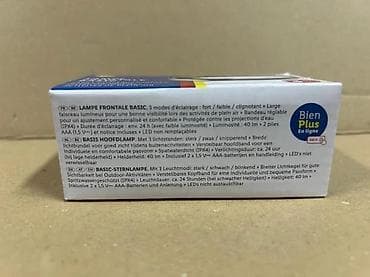 LAMPE FRONTALE BASIC. 3 modes d'éclairage : fort / faible / clignotant • Large
faisceau lumineux pour une bonne visibilité lors des activités de plein air • Bandeau réglable
pour un ajustement personnalisé et confortable • Protégée contre les projections d'eau
(IPX4) • Durée d'éclairage : env. 24 h (à faible luminosité) • Luminosité : 40 lm • 2 piles
AAA (1,5 V) et notice incluses • LED non remplaçables
BASIS HOOFDLAMP. Met 3 lichtstanden: sterk / zwak / knipperend • Brede
lichtbundel voor goed zicht tijdens buitenactiviteiten • Verstelbare hoofdband voor een
individuele en comfortabele pasvorm • Spatwaterdicht (IPX4) • Verlichtingsduur: ca. 24 uur
(bij lage helderheid) • Helderheid: 40 lm • Inclusief 2 x 1,5 V AAA-batterijen en handleiding • LED's niet
vervangbaar
BASIC-STIRNLAMPE. Mit 3 Leuchtmodi: stark / schwach / blinkend • Breiter Lichtkegel für gute
Sichtbarkeit bei Outdoor-Aktivitäten • Verstellbares Kopfband für eine individuelle und bequeme Passform •
Spritzwassergeschützt (IPX4) • Leuchtdauer: ca. 24 Stunden (bei schwacher Helligkeit) • Helligkeit: 40 lm •
Inklusive 2 x 1,5 V AAA-Batterien und Anleitung • LEDs nicht austauschbar
Bien
Plus
En ligne